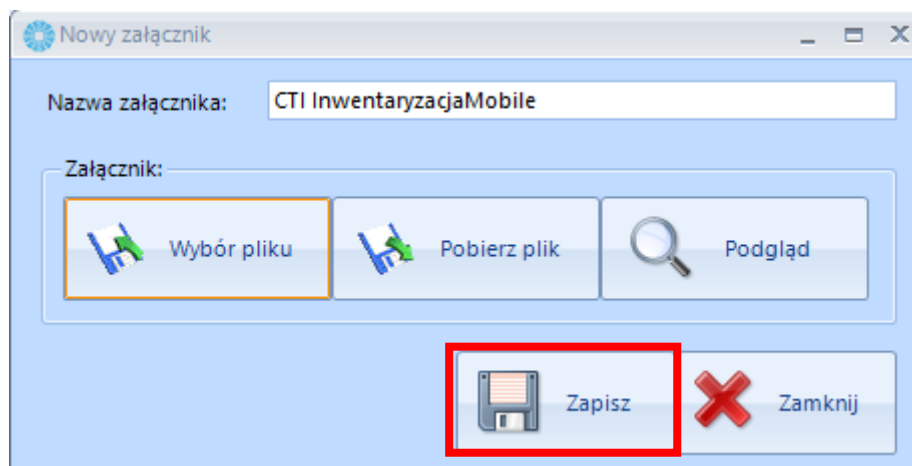 Nowy załącznik
Nazwa załącznika: CTI InwentaryzacjaMobile
Załącznik:
Wybór pliku Pobierz plik Podgląd
Zapisz Zamknij